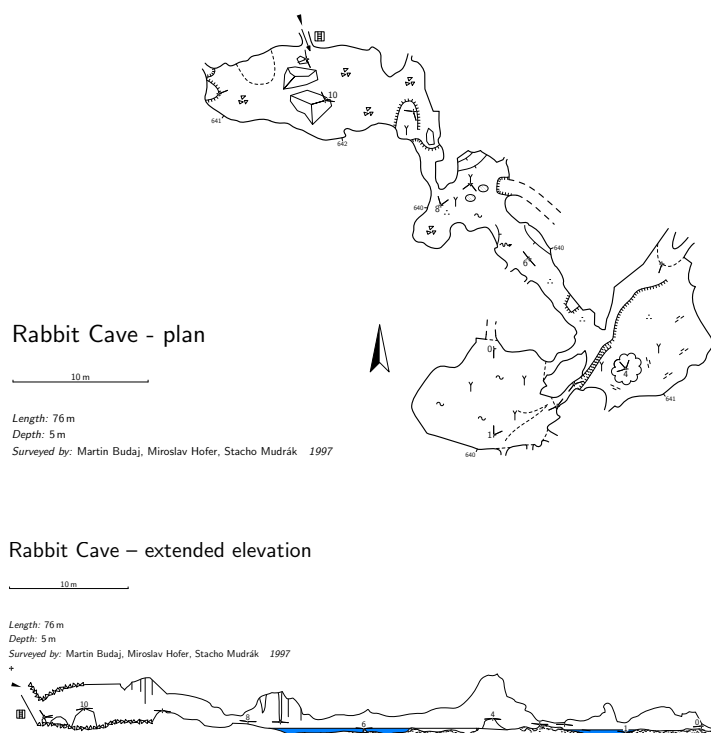 10
641
642
640
8
640
6
Rabbit Cave - plan
0
10 m
4
641
Length: 76 m
Depth: 5 m
1
Surveyed by: Martin Budaj, Miroslav Hofer, Stacho Mudrák 1997
640
Rabbit Cave – extended elevation
10 m
Length: 76 m
Depth: 5 m
Surveyed by: Martin Budaj, Miroslav Hofer, Stacho Mudrák 1997
10
8
6
4
1
0